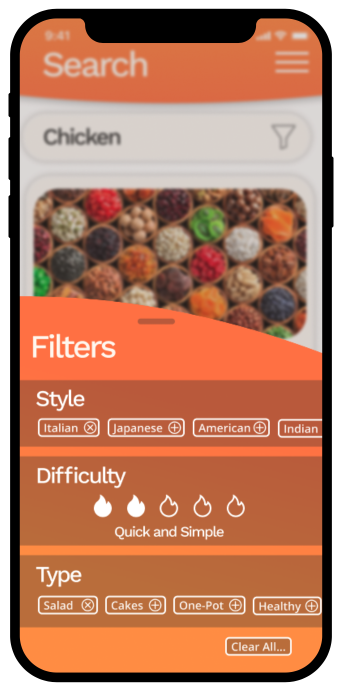 9:41
Search
Chicken
Filters
Style
Italian
Japanese
American
Indian
Difficulty
Quick and Simple
Type
Salad
Cakes
One-Pot
Healthy
Clear All...